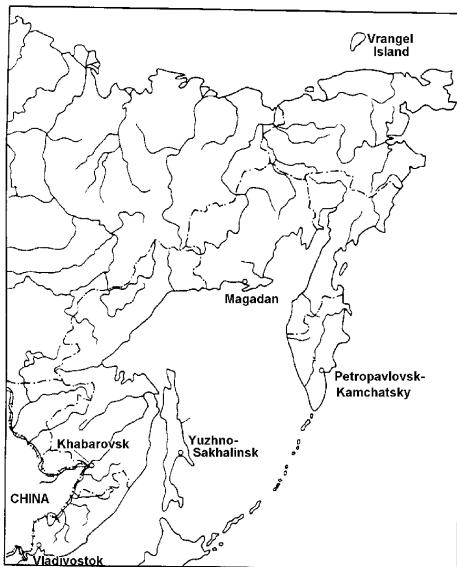 Vrangel
Island
Magadan
Petropavlovsk-
Kamchatsky
Khabarovsk
Yuzhno-
Sakhalinsk
CHINA
Vladivostok